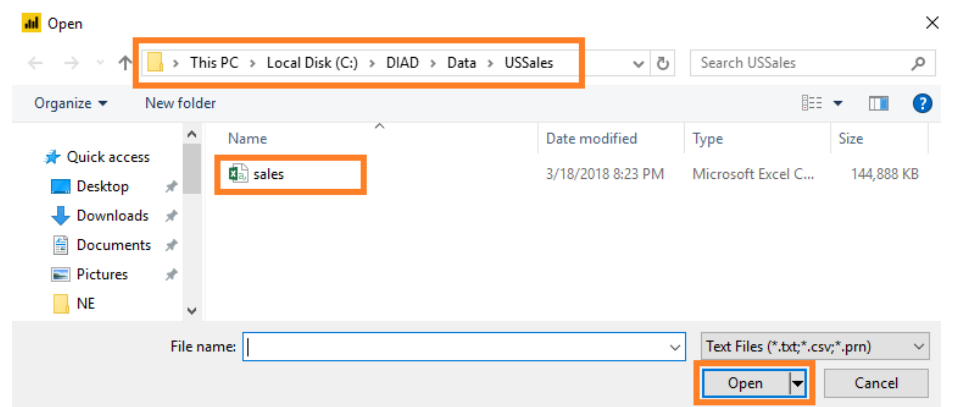 Open
This PC > Local Disk (C:) > DIAD > Data > USSales
Search USSales
Organize
New folder
Name
Date modified
Type
Size
Quick access
Desktop
Downloads
Documents
Pictures
NE
sales
3/18/2018 8:23 PM
Microsoft Excel C...
144,888 KB
File name:
Text Files (*.txt;*.csv;*.prn)
Open
Cancel